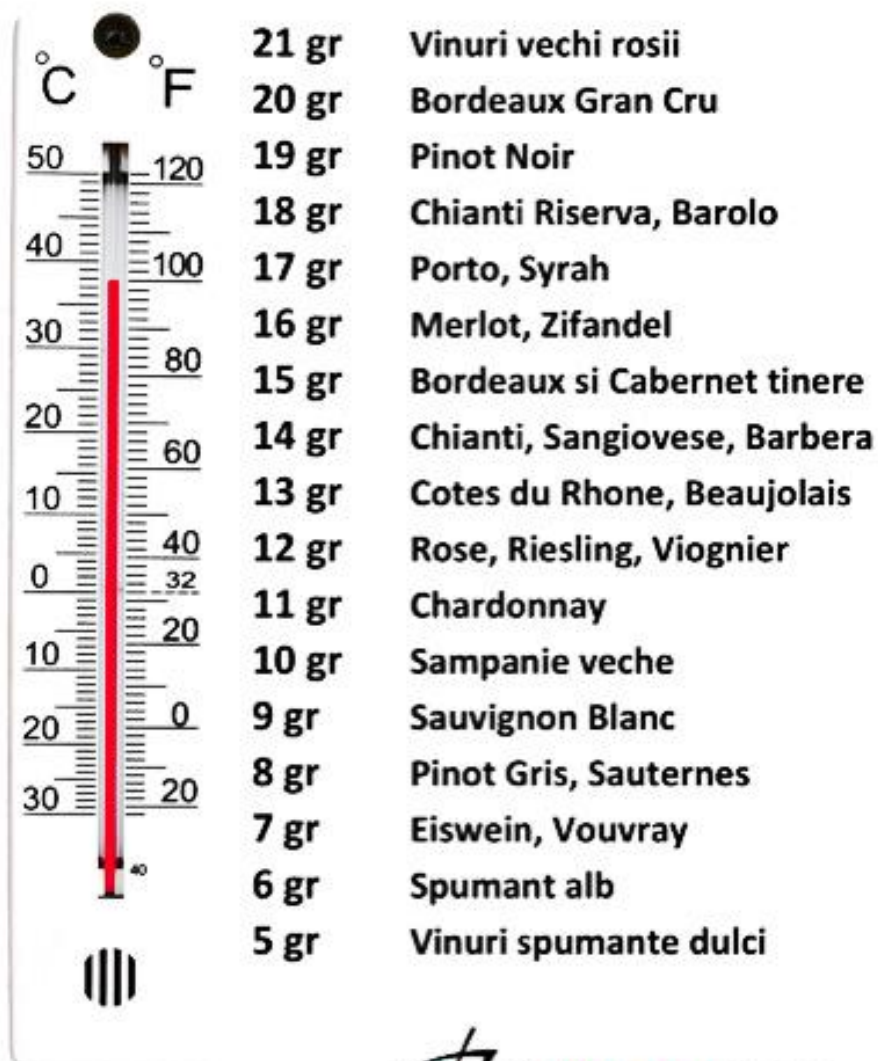 °C °F
50 120
40 100
30 80
20 60
10 40
0 32
10 20
20 0
30 20
40
21 gr Vinuri vechi rosii
20 gr Bordeaux Gran Cru
19 gr Pinot Noir
18 gr Chianti Riserva, Barolo
17 gr Porto, Syrah
16 gr Merlot, Zifandel
15 gr Bordeaux si Cabernet tinere
14 gr Chianti, Sangiovese, Barbera
13 gr Cotes du Rhone, Beaujolais
12 gr Rose, Riesling, Viognier
11 gr Chardonnay
10 gr Sampanie veche
9 gr Sauvignon Blanc
8 gr Pinot Gris, Sauternes
7 gr Eiswein, Vouvray
6 gr Spumant alb
5 gr Vinuri spumante dulci